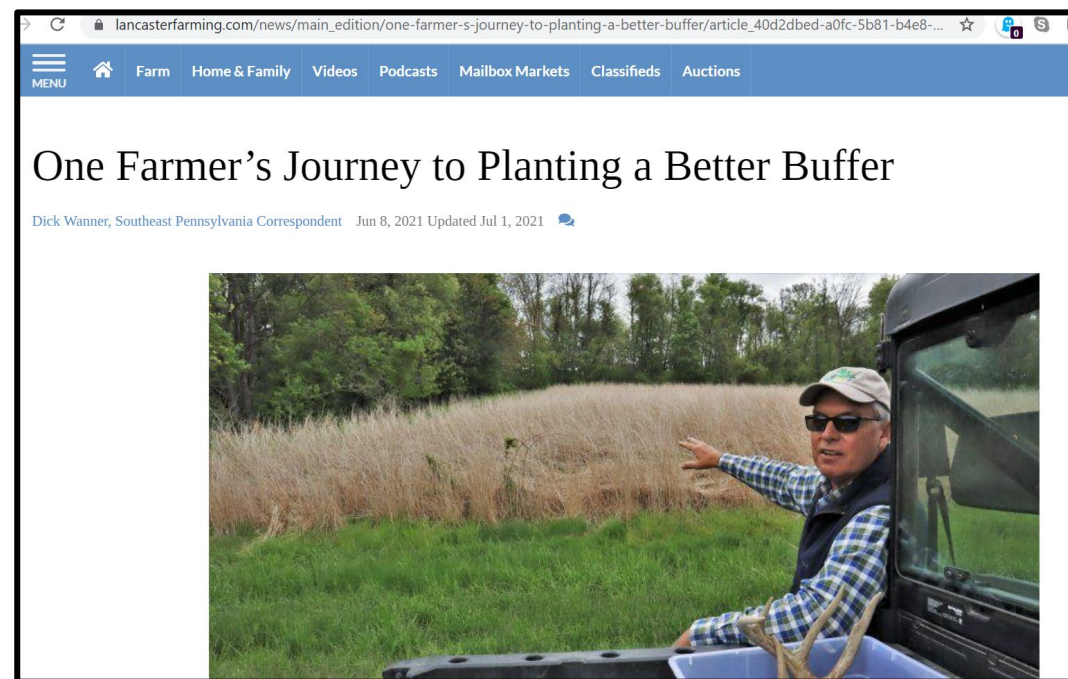 lancasterfarming.com/news/main_edition/one-farmer-s-journey-to-planting-a-better-buffer/article_40d2dbed-a0fc-5b81-b4e8-...
0
S
MENU
Farm Home & Family Videos Podcasts Mailbox Markets Classifieds Auctions
One Farmer’s Journey to Planting a Better Buffer
Dick Wanner, Southeast Pennsylvania Correspondent Jun 8, 2021 Updated Jul 1, 2021